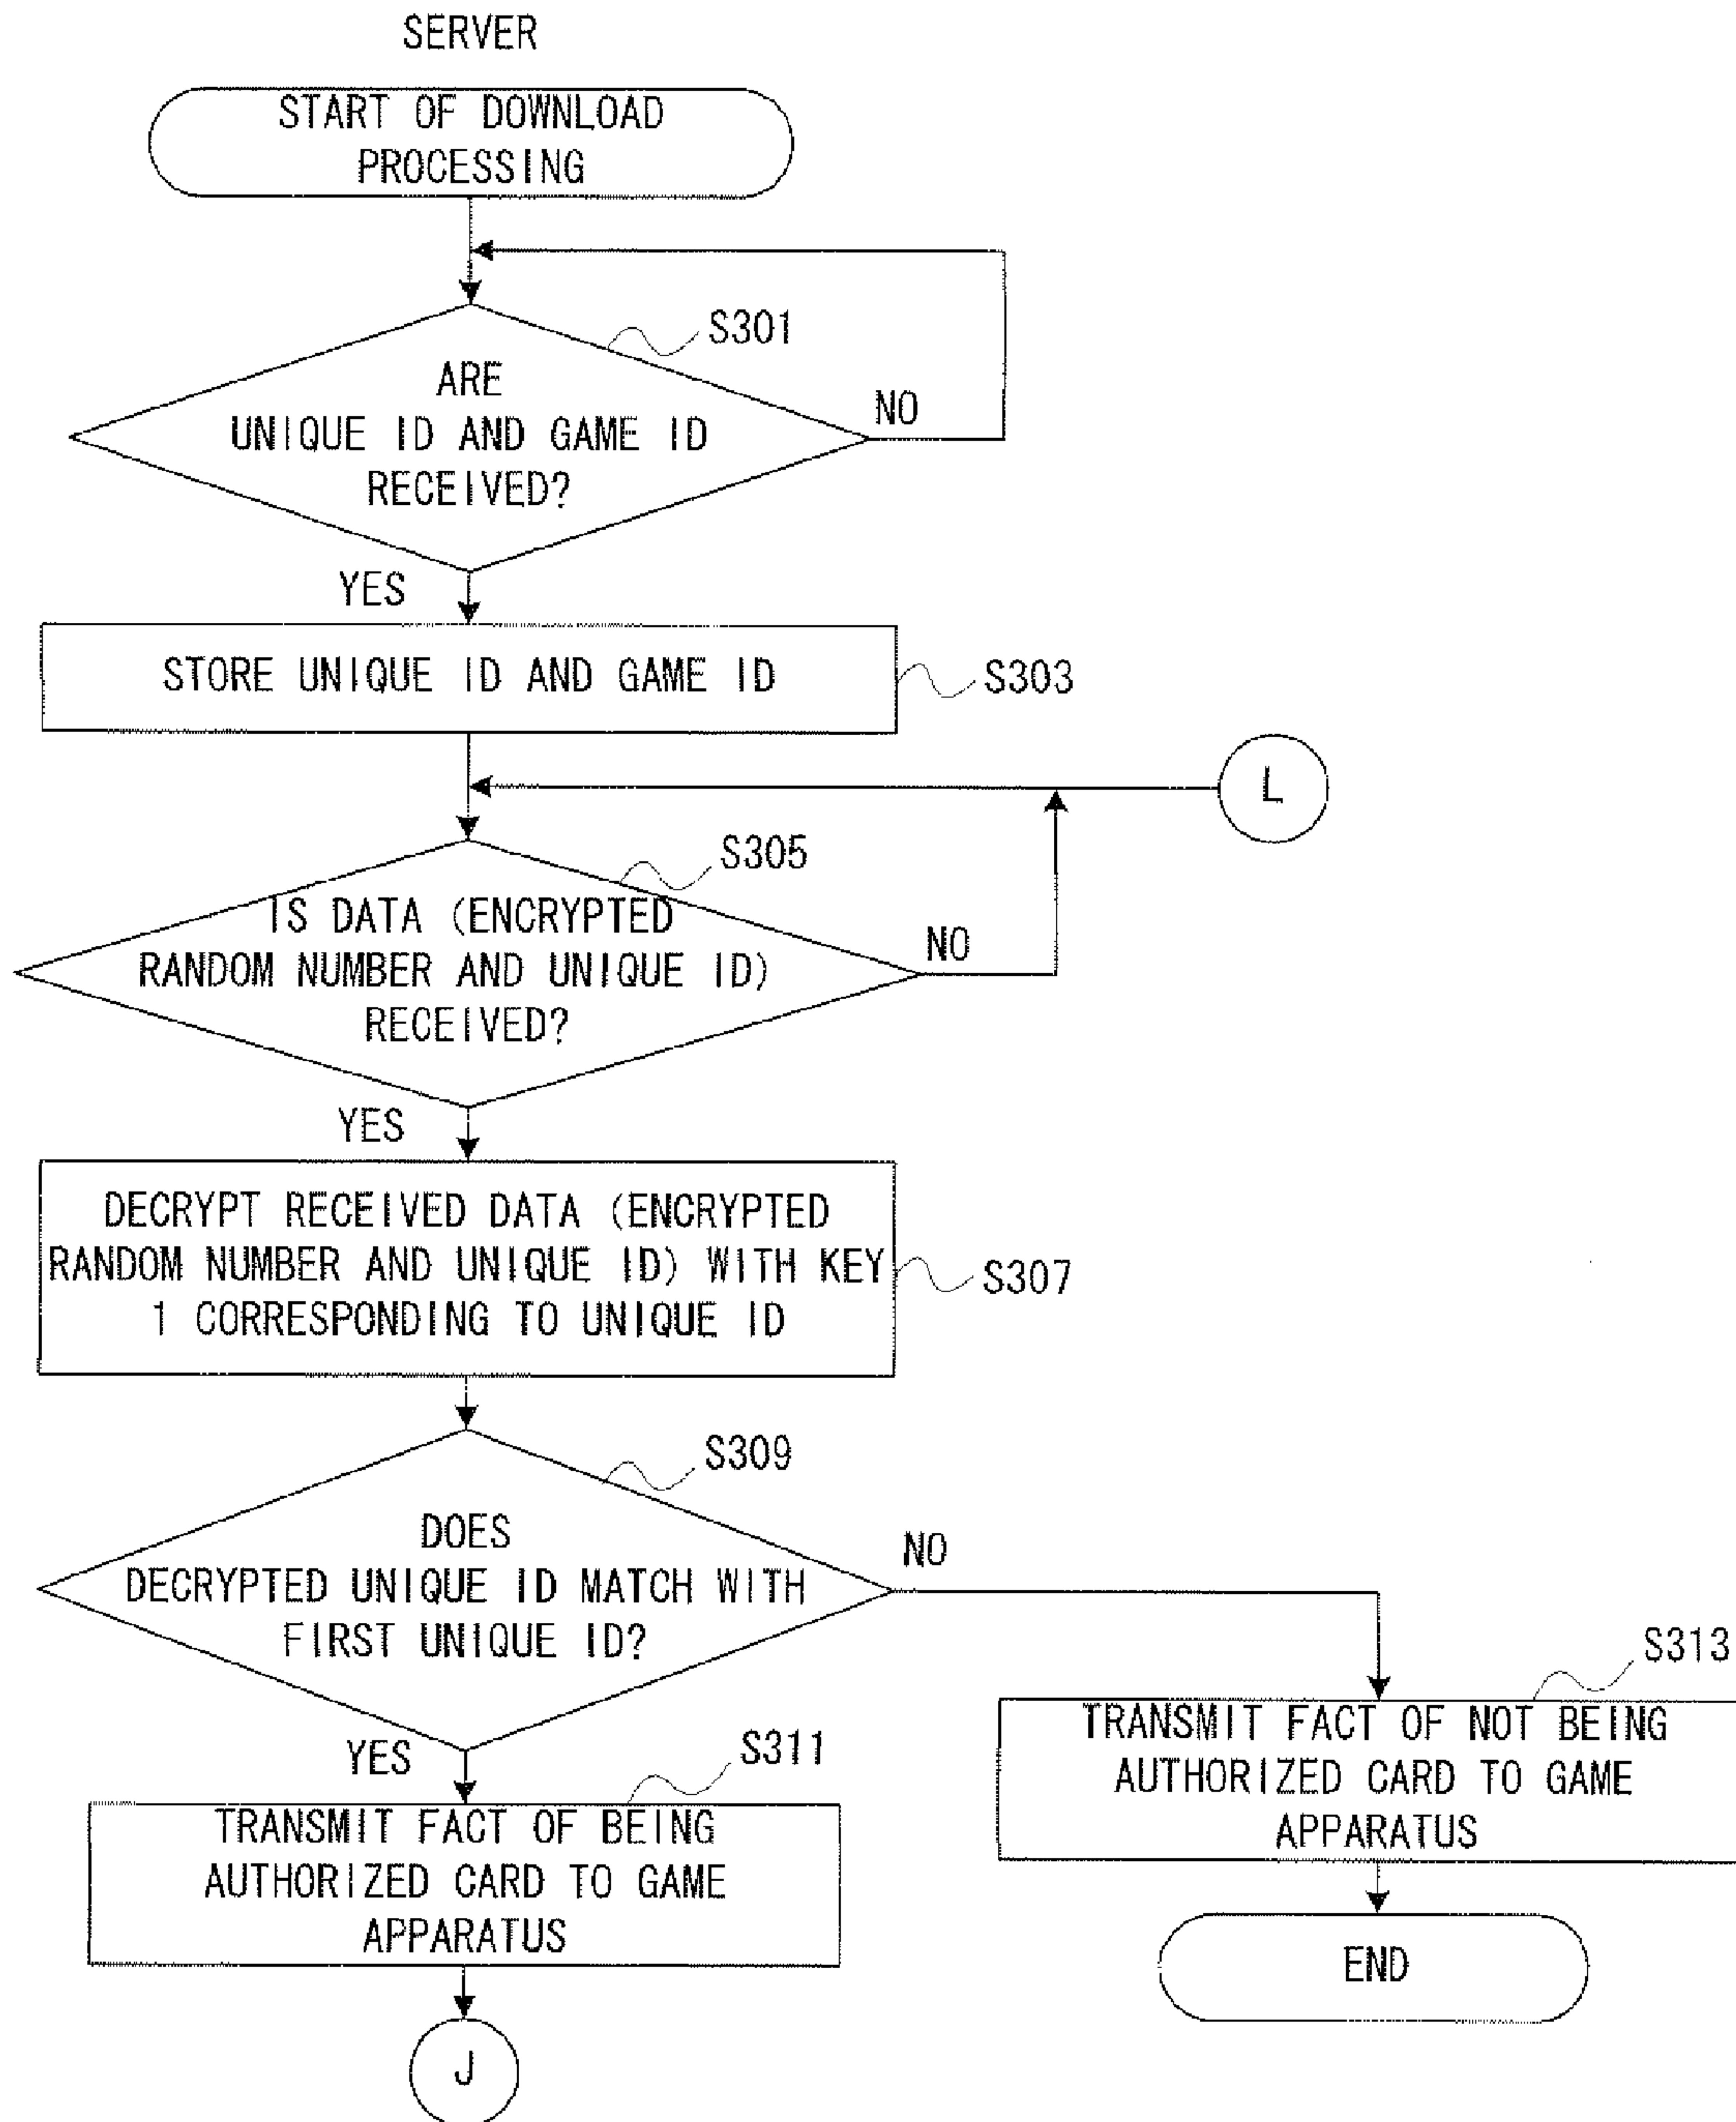 SERVER
START OF DOWNLOAD
PROCESSING
S301
ARE
UNIQUE ID AND GAME ID
RECEIVED?
NO
YES
STORE UNIQUE ID AND GAME ID
S303
L
S305
IS DATA (ENCRYPTED
RANDOM NUMBER AND UNIQUE ID)
RECEIVED?
NO
YES
DECRYPT RECEIVED DATA (ENCRYPTED
RANDOM NUMBER AND UNIQUE ID) WITH KEY
1 CORRESPONDING TO UNIQUE ID
S307
S309
DOES
DECRYPTED UNIQUE ID MATCH WITH
FIRST UNIQUE ID?
NO
YES
S311
TRANSMIT FACT OF BEING
AUTHORIZED CARD TO GAME
APPARATUS
J
S313
TRANSMIT FACT OF NOT BEING
AUTHORIZED CARD TO GAME
APPARATUS
END